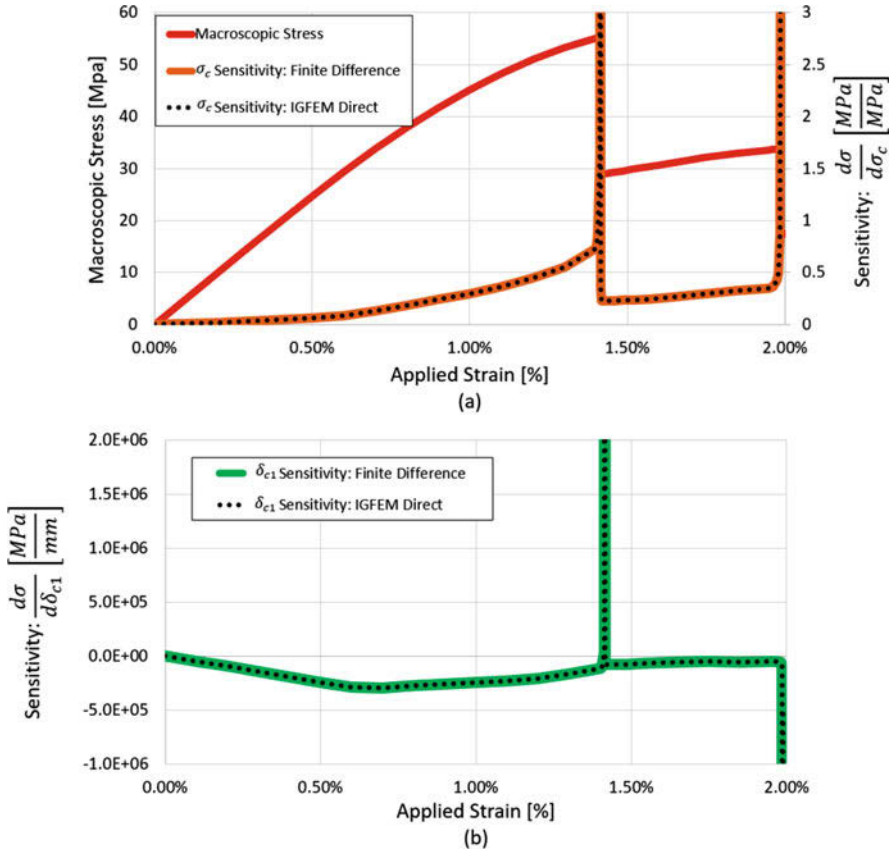 60
50
40
30
20
10
0
Macroscopic Stress [Mpa]
Macroscopic Stress
σc Sensitivity: Finite Difference
σc Sensitivity: IGFEM Direct
3
2.5
2
1.5
1
0.5
0
Sensitivity: dσ/dσc [MPa/MPa]
0.00% 0.50% 1.00% 1.50% 2.00%
Applied Strain [%]
(a)
2.0E+06
1.5E+06
1.0E+06
5.0E+05
0.0E+00
-5.0E+05
-1.0E+06
Sensitivity: dσ/dδc1 [MPa/mm]
δc1 Sensitivity: Finite Difference
δc1 Sensitivity: IGFEM Direct
0.00% 0.50% 1.00% 1.50% 2.00%
Applied Strain [%]
(b)